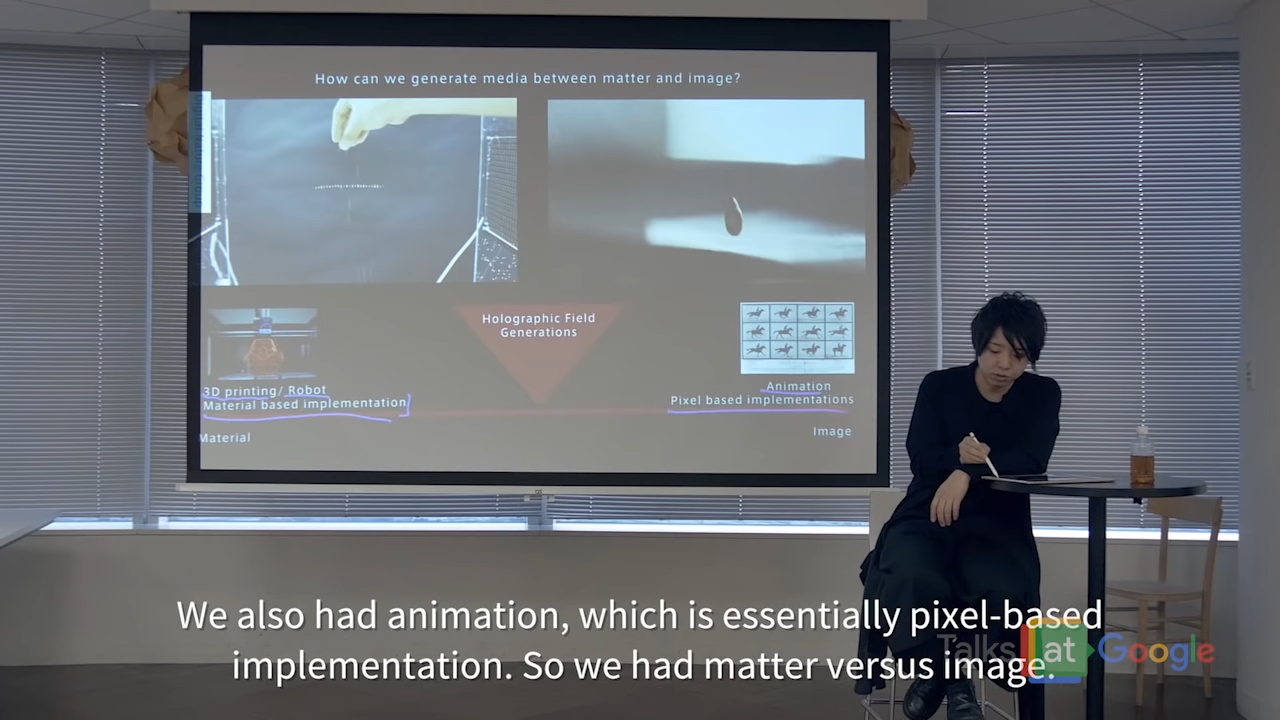 How can we generate media between matter and image?
Holographic Field
Generations
3D printing/ Robot
Material based implementation
Animation
Pixel based implementations
Material
Image
We also had animation, which is essentially pixel-based
implementation. So we had matter versus image.
Talks at Google